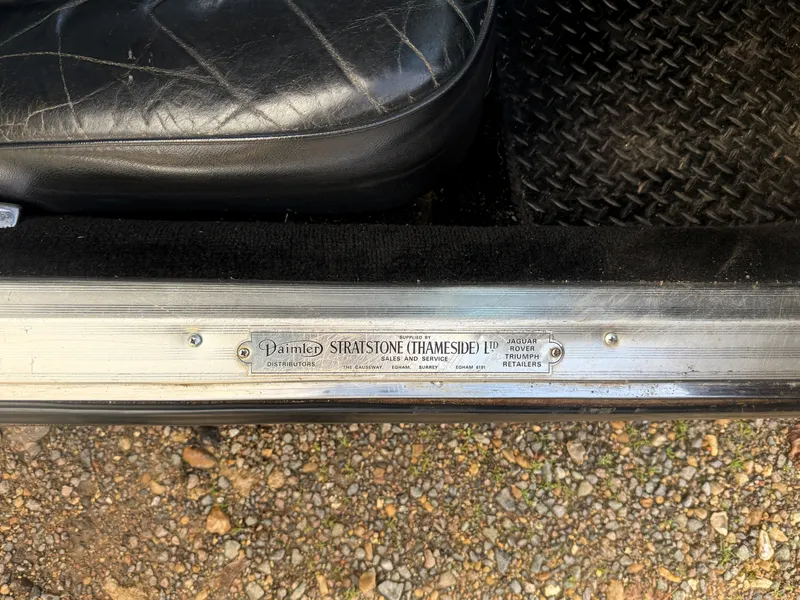 SUPPLIED BY
Daimler STRATSTONE (THAMESIDE) LTD
DISTRIBUTORS
SALES AND SERVICE
THE CAUSEWAY EGHAM, SURREY EGHAM 6191
JAGUAR
ROVER
TRIUMPH
RETAILERS